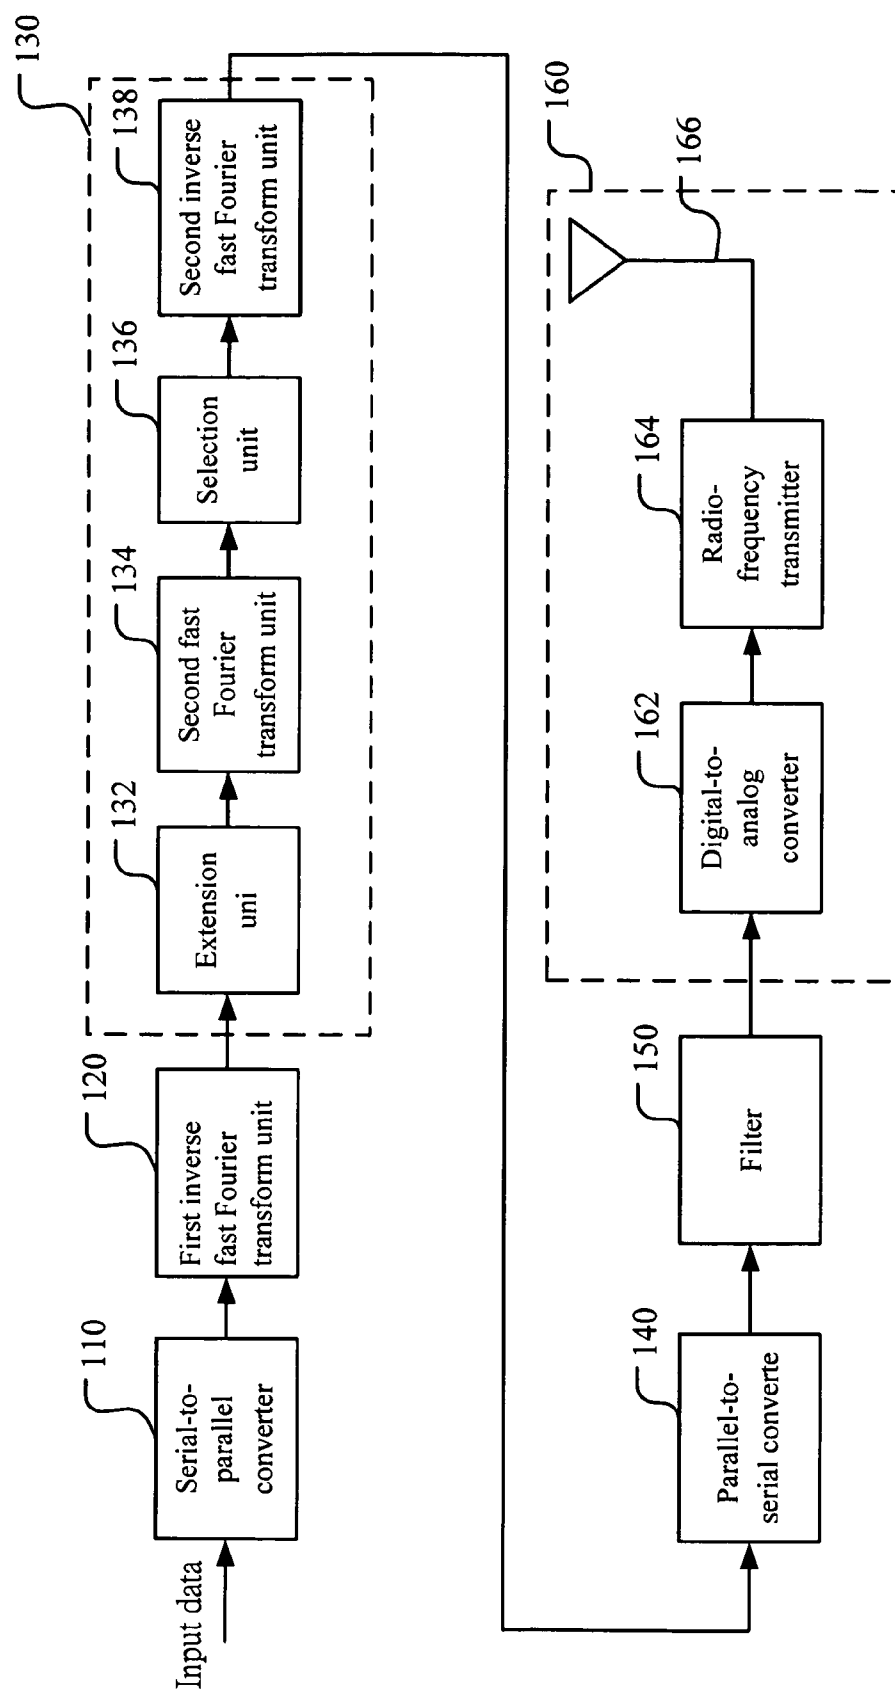 130
Input data
110
Serial-to-
parallel
converter
120
First inverse
fast Fourier
transform unit
132
Extension
uni
134
Second fast
Fourier
transform unit
136
Selection
unit
138
Second inverse
fast Fourier
transform unit
140
Parallel-to-
serial converte
150
Filter
160
162
Digital-to-
analog
converter
164
Radio-
frequency
transmitter
166